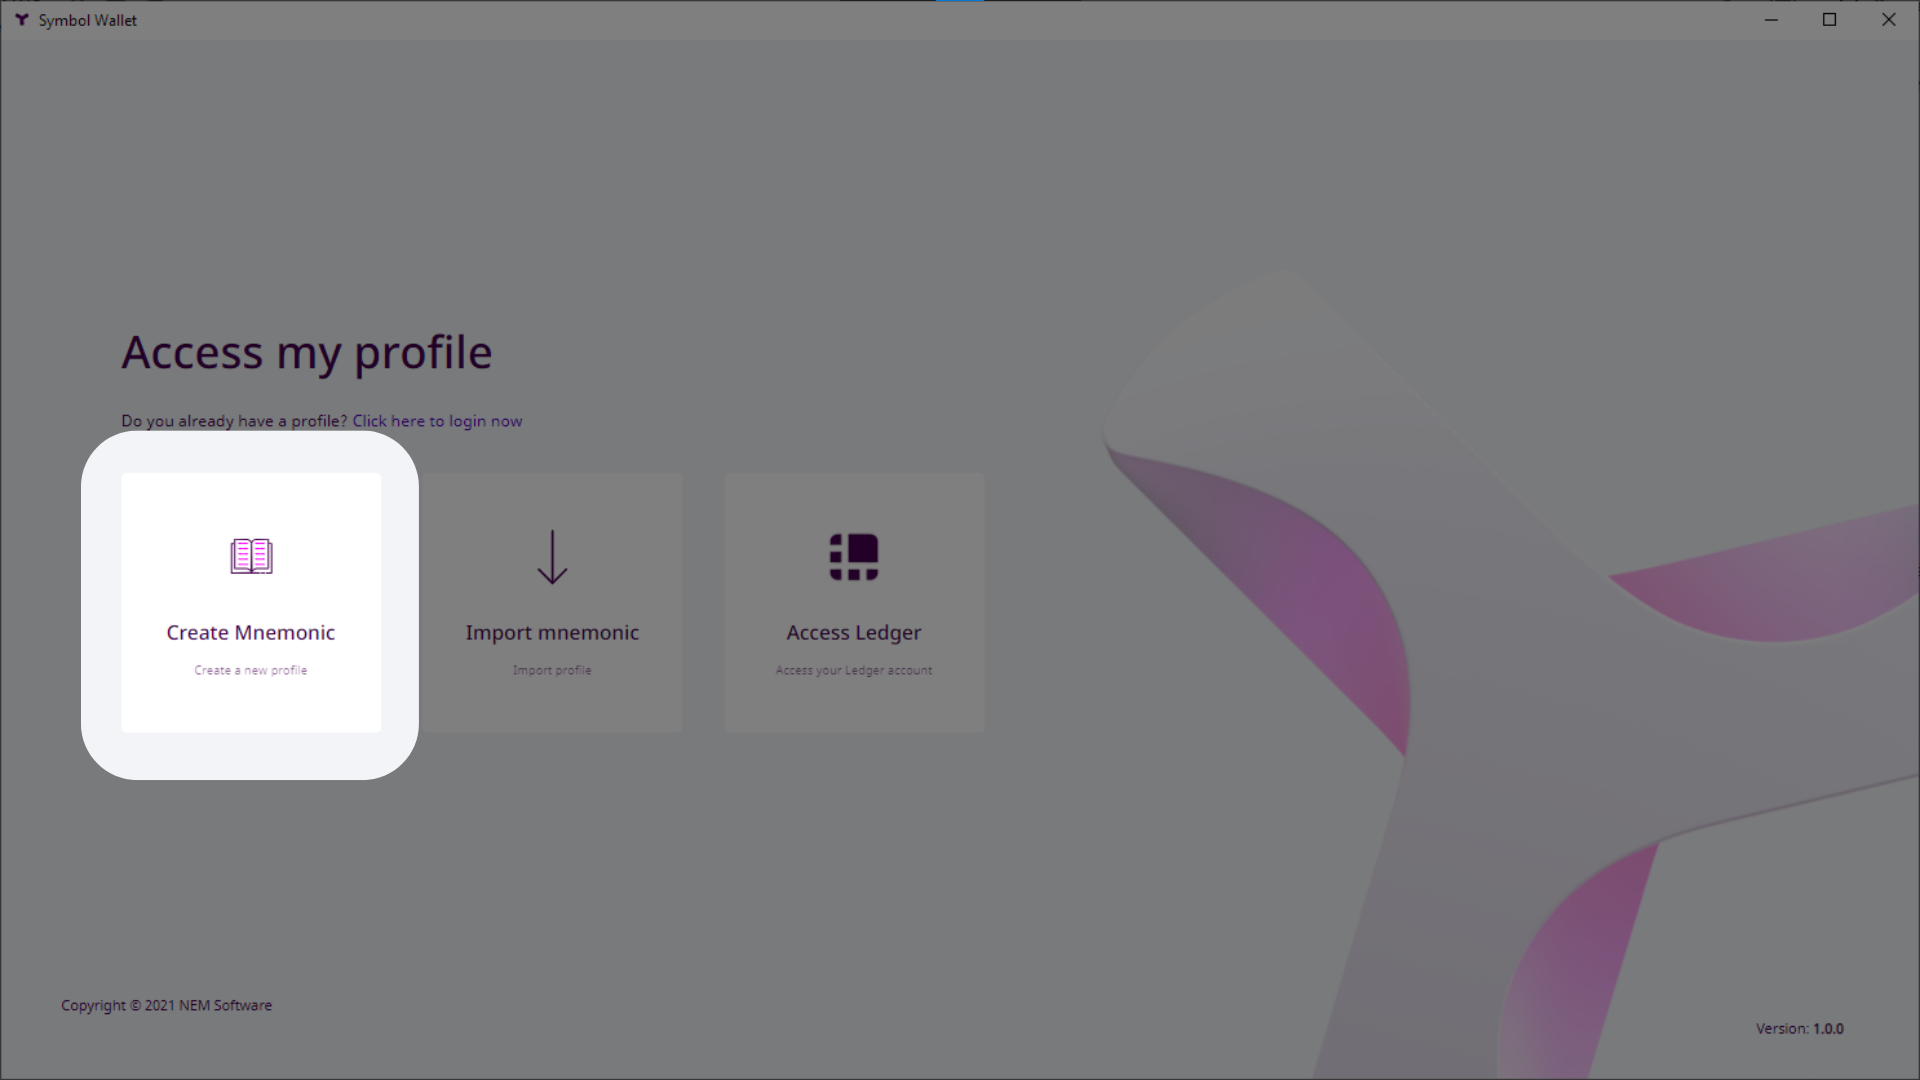 Symbol Wallet
Access my profile
Do you already have a profile? Click here to login now
Create Mnemonic
Create a new profile
Import mnemonic
Import profile
Access Ledger
Access your Ledger account
Copyright © 2021 NEM Software
Version: 1.0.0